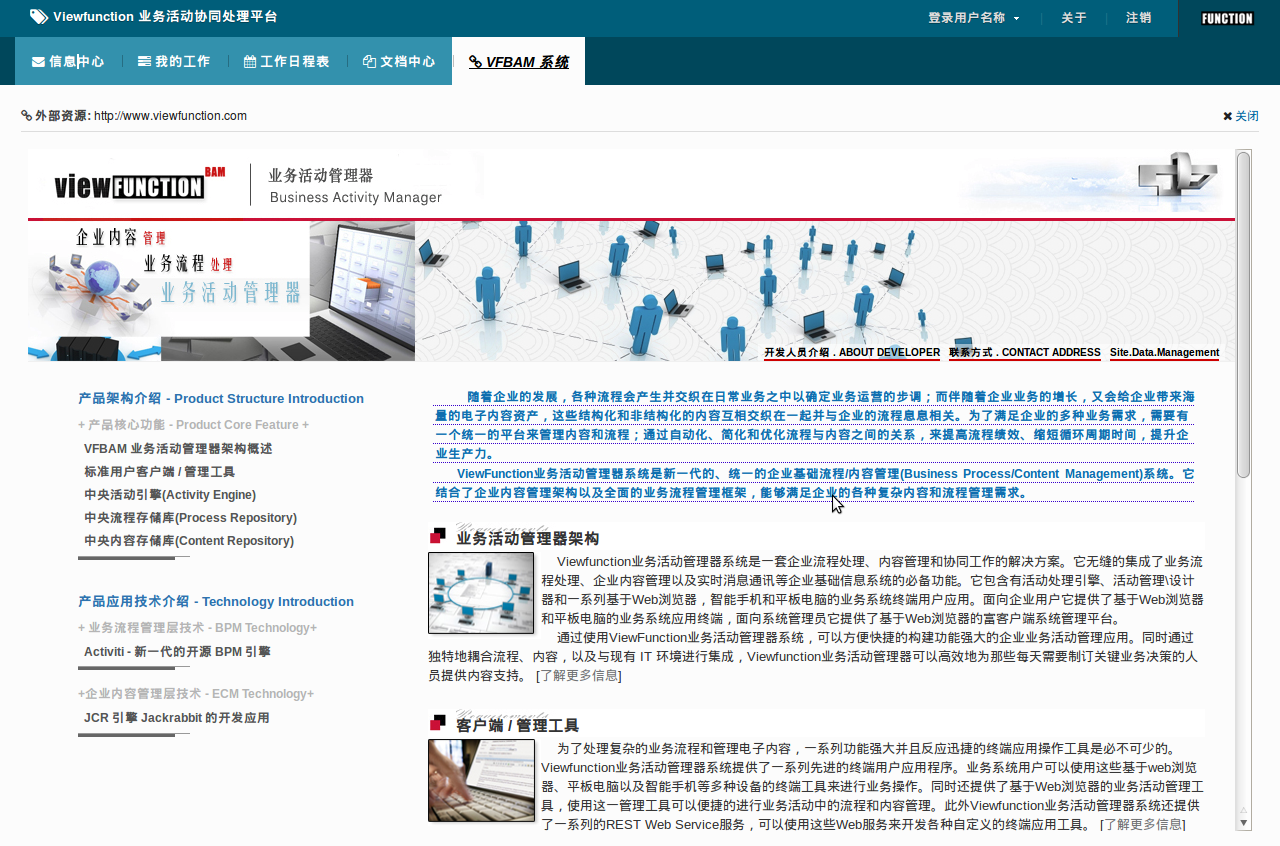 Viewfunction 业务活动协同处理平台
登录用户名称
关于
注销
FUNCTION
信息中心
我的工作
工作日程表
文档中心
VFBAM 系统
外部资源: http://www.viewfunction.com
关闭
viewFUNCTION BAM
业务活动管理器
Business Activity Manager
企业内容 管理
业务流程 处理
业务活动管理器
开发人员介绍 . ABOUT DEVELOPER
联系方式 . CONTACT ADDRESS
Site.Data.Management
产品架构介绍 - Product Structure Introduction
+ 产品核心功能 - Product Core Feature +
VFBAM 业务活动管理器架构概述
标准用户客户端 / 管理工具
中央活动引擎(Activity Engine)
中央流程存储库(Process Repository)
中央内容存储库(Content Repository)
产品应用技术介绍 - Technology Introduction
+ 业务流程管理层技术 - BPM Technology+
Activiti - 新一代的开源 BPM 引擎
+企业内容管理层技术 - ECM Technology+
JCR 引擎 Jackrabbit 的开发应用
随着企业的发展，各种流程会产生并交织在日常业务之中以确定业务运营的步调；而伴随着企业业务的增长，又会给企业带来海
量的电子内容资产，这些结构化和非结构化的内容互相交织在一起并与企业的流程息息相关。为了满足企业的多种业务需求，需要有
一个统一的平台来管理内容和流程；通过自动化、简化和优化流程与内容之间的关系，来提高流程绩效、缩短循环周期时间，提升企
业生产力。
ViewFunction业务活动管理器系统是新一代的、统一的企业基础流程/内容管理(Business Process/Content Management)系统。它
结合了企业内容管理架构以及全面的业务流程管理框架，能够满足企业的各种复杂内容和流程管理需求。
业务活动管理器架构
Viewfunction业务活动管理器系统是一套企业流程处理、内容管理和协同工作的解决方案。它无缝的集成了业务流
程处理、企业内容管理以及实时消息通讯等企业基础信息系统的必备功能。它包含有活动处理引擎、活动管理\设计
器和一系列基于Web浏览器，智能手机和平板电脑的业务系统终端用户应用。面向企业用户它提供了基于Web浏览器
和平板电脑的业务系统应用终端，面向系统管理员它提供了基于Web浏览器的富客户端系统管理平台。
通过使用ViewFunction业务活动管理器系统，可以方便快捷的构建功能强大的企业业务活动管理应用。同时通过
独特地耦合流程、内容，以及与现有 IT 环境进行集成，Viewfunction业务活动管理器可以高效地为那些每天需要制订关键业务决策的人
员提供内容支持。 [了解更多信息]
客户端 / 管理工具
为了处理复杂的业务流程和管理电子内容，一系列功能强大并且反应迅捷的终端应用操作工具是必不可少的。
Viewfunction业务活动管理器系统提供了一系列先进的终端用户应用程序。业务系统用户可以使用这些基于web浏览
器、平板电脑以及智能手机等多种设备的终端工具来进行业务操作。同时还提供了基于Web浏览器的业务活动管理工
具，使用这一管理工具可以便捷的进行业务活动中的流程和内容管理。此外Viewfunction业务活动管理器系统还提供
了一系列的REST Web Service服务，可以使用这些Web服务来开发各种自定义的终端应用工具。 [了解更多信息]